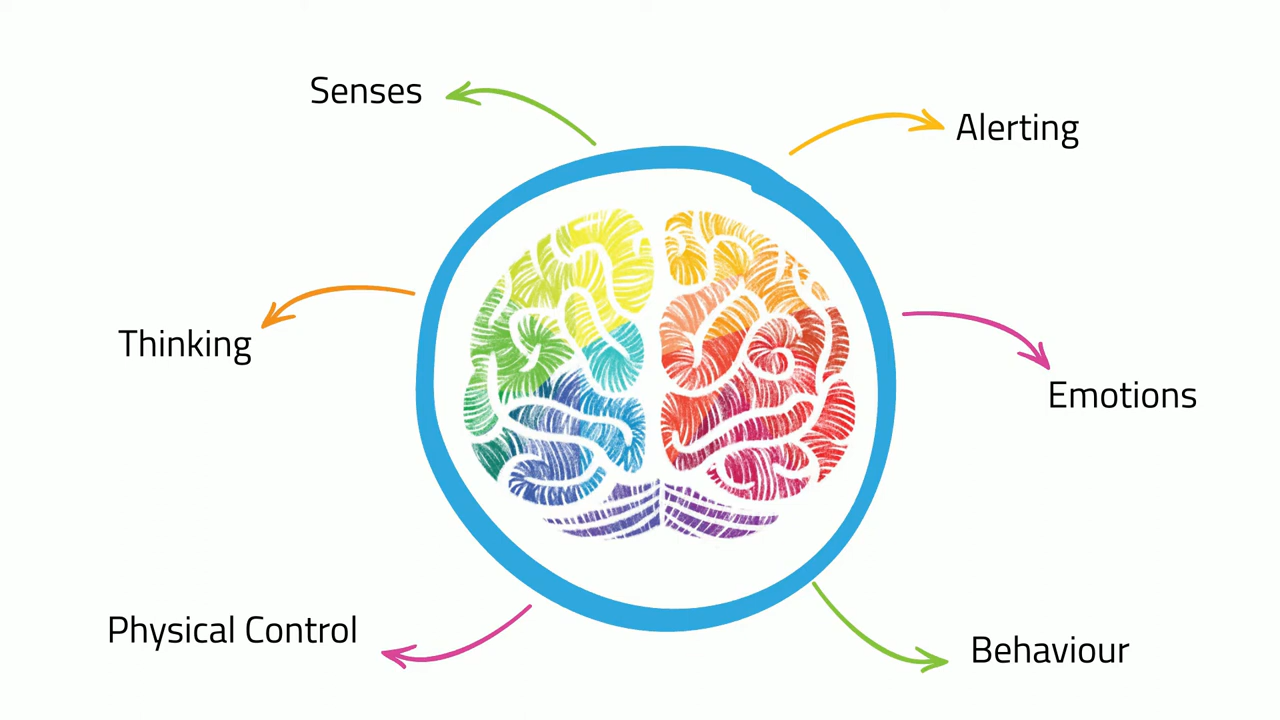 Senses
Alerting
Thinking
Emotions
Physical Control
Behaviour